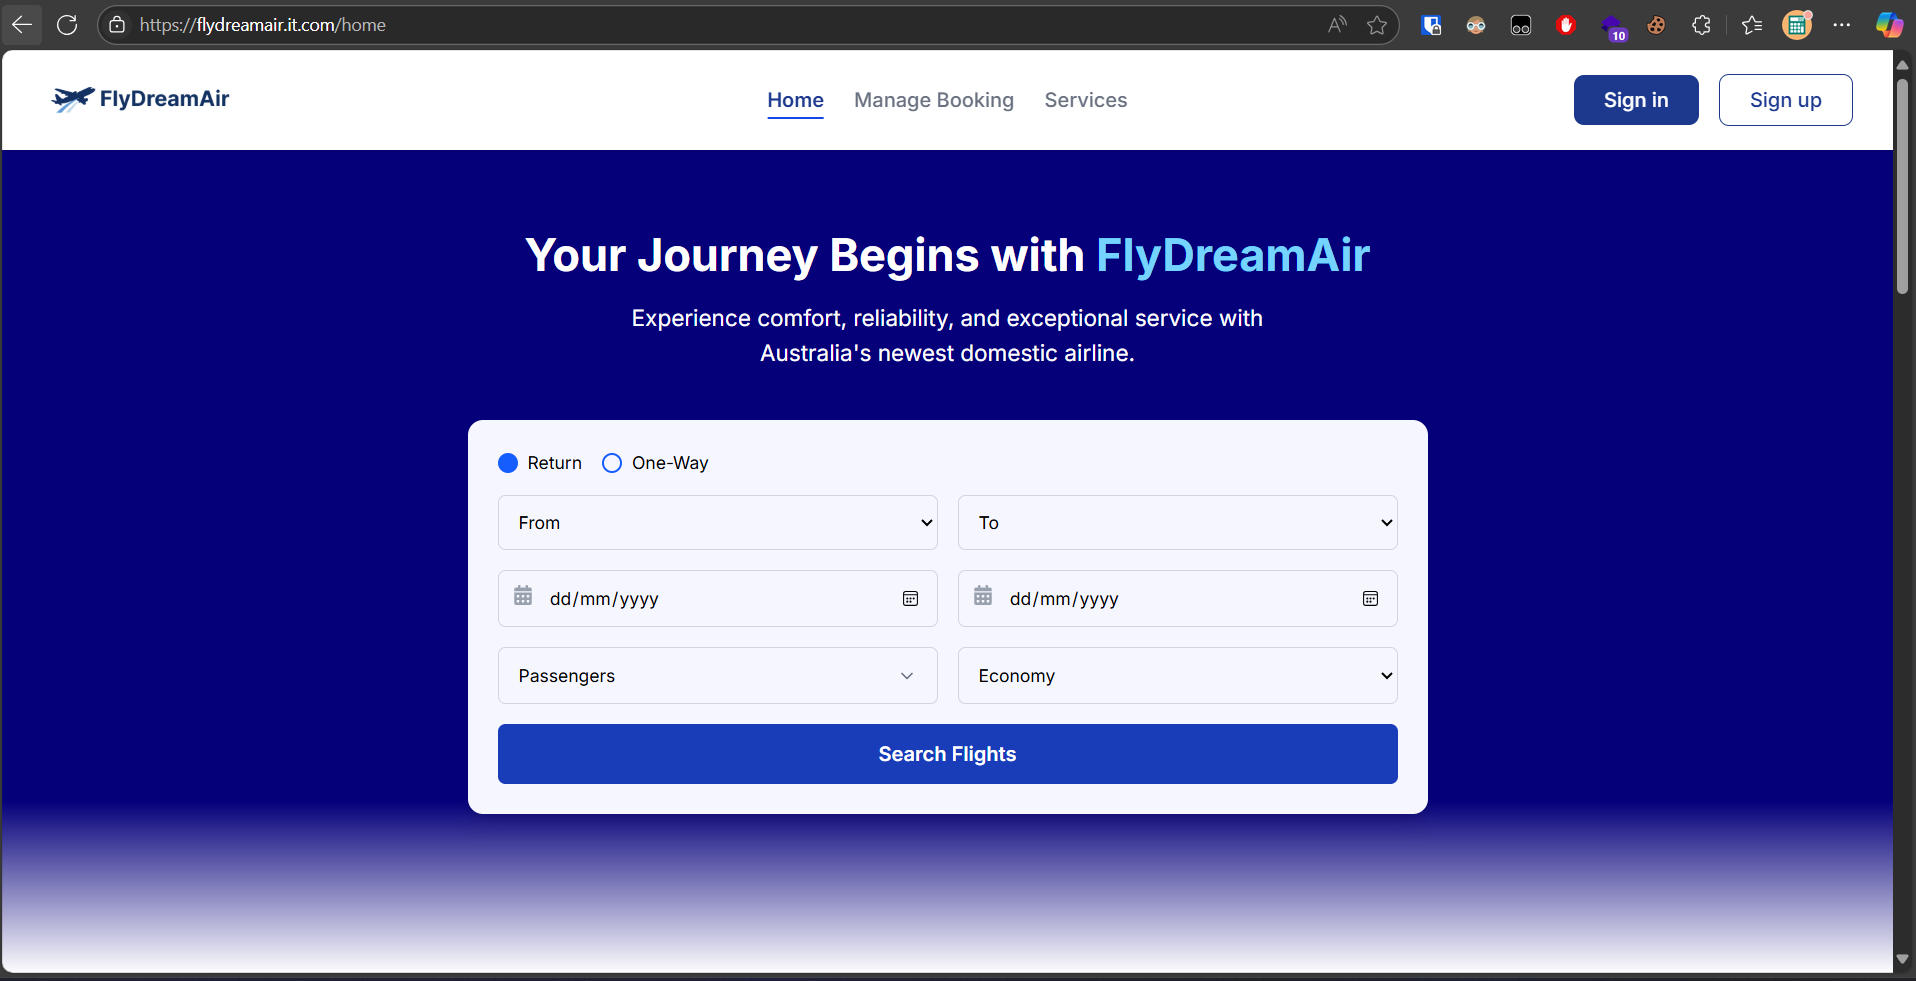 https://flydreamair.it.com/home
10
FlyDreamAir
Home
Manage Booking
Services
Sign in
Sign up
Your Journey Begins with FlyDreamAir
Experience comfort, reliability, and exceptional service with
Australia's newest domestic airline.
Return
One-Way
From
To
dd/mm/yyyy
dd/mm/yyyy
Passengers
Economy
Search Flights